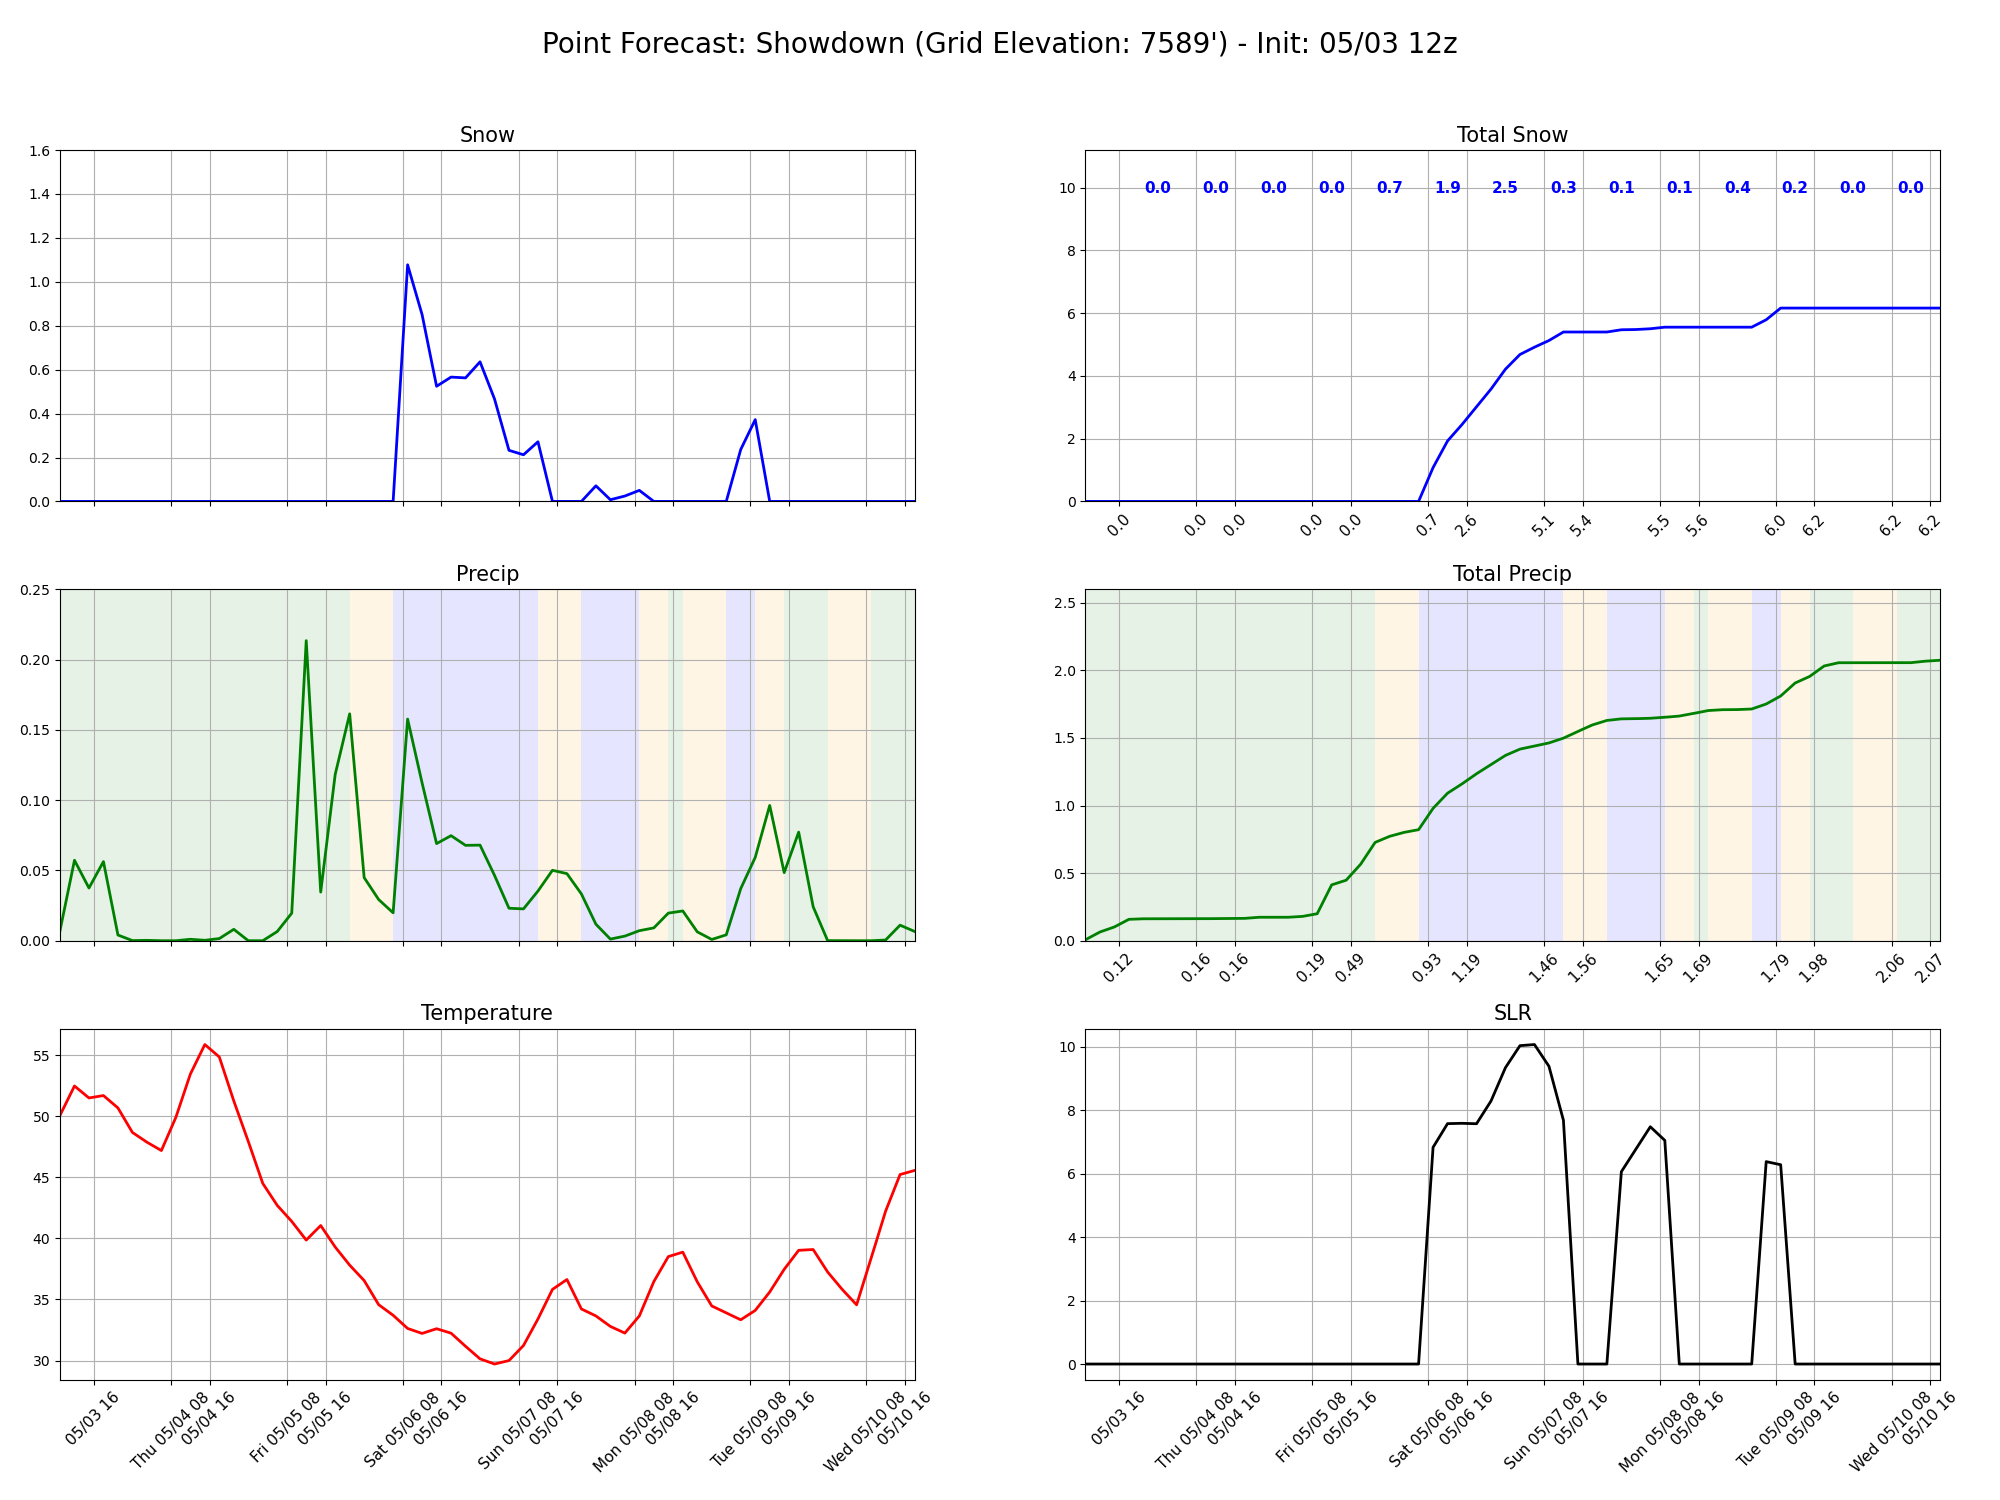 Point Forecast: Showdown (Grid Elevation: 7589') - Init: 05/03 12z
Snow
1.6
1.4
1.2
1.0
0.8
0.6
0.4
0.2
0.0
Total Snow
10
8
6
4
2
0
0.0 0.0 0.0 0.0 0.7 1.9 2.5 0.3 0.1 0.1 0.4 0.2 0.0 0.0
0.0 0.0 0.0 0.0 0.0 0.7 2.6 5.1 5.4 5.5 5.6 6.0 6.2 6.2 6.2
Precip
0.25
0.20
0.15
0.10
0.05
0.00
Total Precip
2.5
2.0
1.5
1.0
0.5
0.0
0.12 0.16 0.16 0.19 0.49 0.93 1.19 1.46 1.56 1.65 1.69 1.79 1.98 2.06 2.07
Temperature
55
50
45
40
35
30
05/03 16
Thu 05/04 08
05/04 16
Fri 05/05 08
05/05 16
Sat 05/06 08
05/06 16
Sun 05/07 08
05/07 16
Mon 05/08 08
05/08 16
Tue 05/09 08
05/09 16
Wed 05/10 08
05/10 16
SLR
10
8
6
4
2
0
05/03 16
Thu 05/04 08
05/04 16
Fri 05/05 08
05/05 16
Sat 05/06 08
05/06 16
Sun 05/07 08
05/07 16
Mon 05/08 08
05/08 16
Tue 05/09 08
05/09 16
Wed 05/10 08
05/10 16